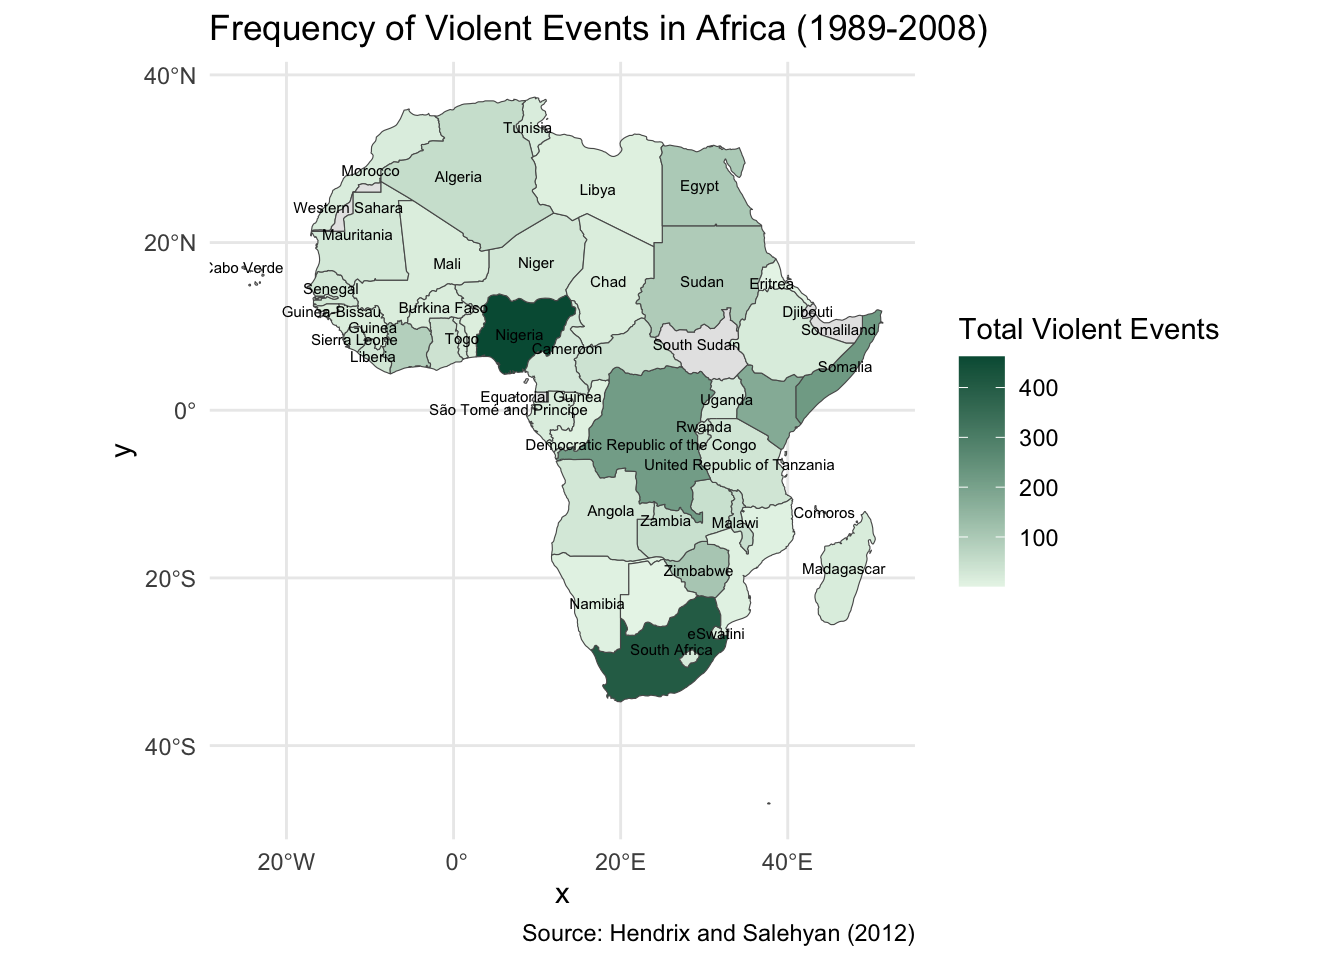 Frequency of Violent Events in Africa (1989-2008)
40°N
20°N
0°
20°S
40°S
y
Tunisia
Morocco
Algeria
Libya
Egypt
Western Sahara
Mauritania
Cabo Verde
Mali
Niger
Chad
Sudan
Eritrea
Senegal
Guinea-Bissau
Burkina Faso
Djibouti
Guinea
Somaliland
Sierra Leone
Togo
Nigeria
South Sudan
Cameroon
Liberia
Somalia
Equatorial Guinea
Uganda
São Tomé and Principe
Rwanda
Democratic Republic of the Congo
United Republic of Tanzania
Angola
Zambia
Malawi
Comoros
Zimbabwe
Madagascar
Namibia
eSwatini
South Africa
Total Violent Events
400
300
200
100
20°W
0°
20°E
40°E
x
Source: Hendrix and Salehyan (2012)